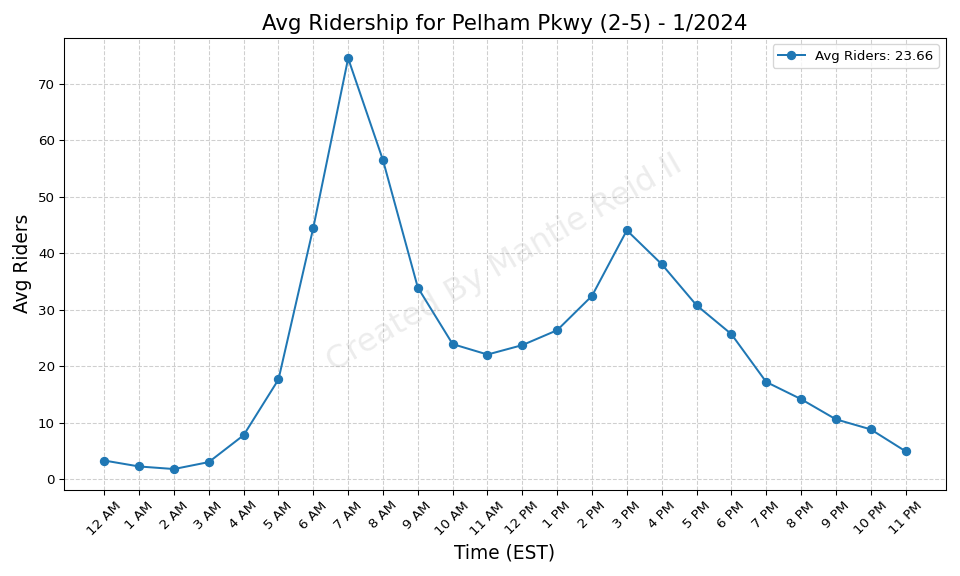 Avg Ridership for Pelham Pkwy (2-5) - 1/2024
Avg Riders: 23.66
Avg Riders
70
60
50
40
30
20
10
0
Created By Mantle Reid II
12 AM
1 AM
2 AM
3 AM
4 AM
5 AM
6 AM
7 AM
8 AM
9 AM
10 AM
11 AM
12 PM
1 PM
2 PM
3 PM
4 PM
5 PM
6 PM
7 PM
8 PM
9 PM
10 PM
11 PM
Time (EST)